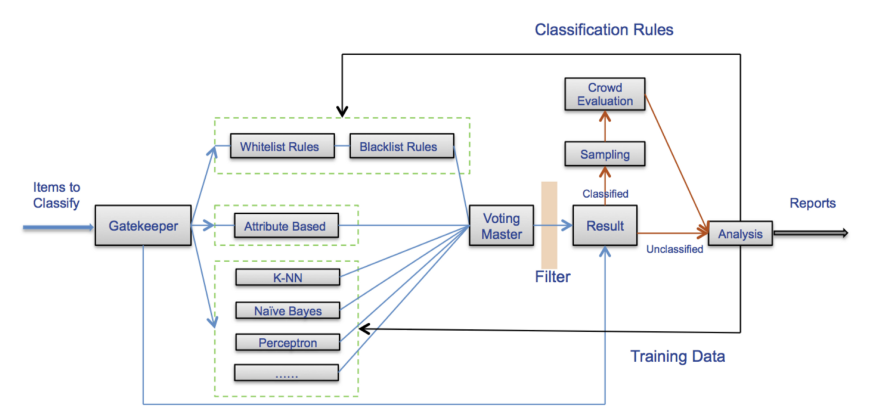 Classification Rules
Crowd
Evaluation
Whitelist Rules
Blacklist Rules
Sampling
Items to
Classify
Classified
Reports
Gatekeeper
Attribute Based
Voting
Master
Result
Analysis
Unclassified
Filter
K-NN
Naïve Bayes
Perceptron
Training Data
......